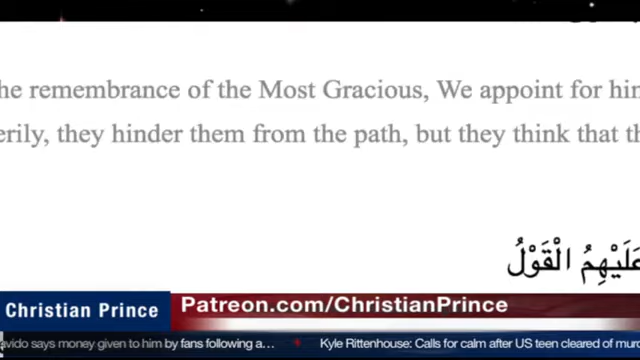 he remembrance of the Most Gracious, We appoint for him
erily, they hinder them from the path, but they think that th
عَلَيْهِمُ الْقَوْلُ
Christian Prince
Patreon.com/ChristianPrince
avido says money given to him by fans following a...
Kyle Rittenhouse: Calls for calm after US teen cleared of mur